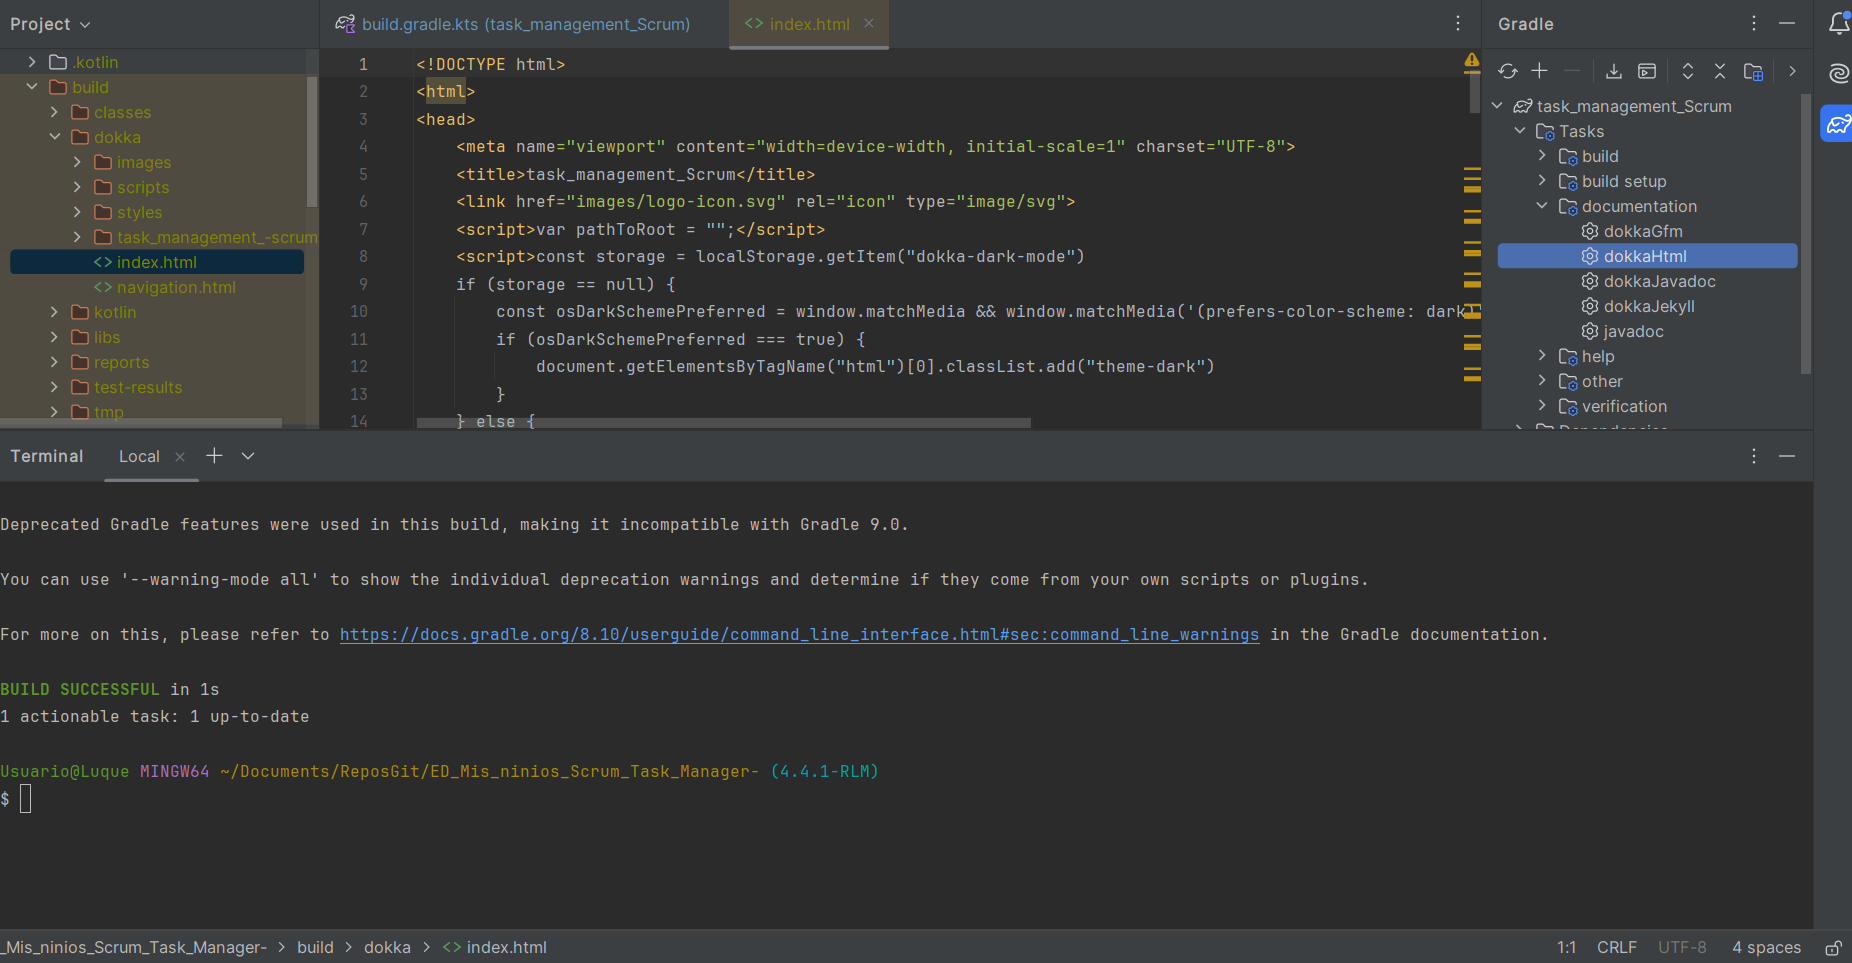 Project
build.gradle.kts (task_management_Scrum)
index.html
Gradle
.kotlin
build
classes
dokka
images
scripts
styles
task_management_-scrum
index.html
navigation.html
kotlin
libs
reports
test-results
tmp
1 <!DOCTYPE html>
2 <html>
3 <head>
4 <meta name="viewport" content="width=device-width, initial-scale=1" charset="UTF-8">
5 <title>task_management_Scrum</title>
6 <link href="images/logo-icon.svg" rel="icon" type="image/svg">
7 <script>var pathToRoot = "";</script>
8 <script>const storage = localStorage.getItem("dokka-dark-mode")
9 if (storage == null) {
10 const osDarkSchemePreferred = window.matchMedia && window.matchMedia('(prefers-color-scheme: dark)
11 if (osDarkSchemePreferred === true) {
12 document.getElementsByTagName("html")[0].classList.add("theme-dark")
13 }
14 } else {
task_management_Scrum
Tasks
build
build setup
documentation
dokkaGfm
dokkaHtml
dokkaJavadoc
dokkaJekyll
javadoc
help
other
verification
Dependencies
Terminal
Local
Deprecated Gradle features were used in this build, making it incompatible with Gradle 9.0.
You can use '--warning-mode all' to show the individual deprecation warnings and determine if they come from your own scripts or plugins.
For more on this, please refer to https://docs.gradle.org/8.10/userguide/command_line_interface.html#sec:command_line_warnings in the Gradle documentation.
BUILD SUCCESSFUL in 1s
1 actionable task: 1 up-to-date
Usuario@Luque MINGW64 ~/Documents/ReposGit/ED_Mis_ninios_Scrum_Task_Manager- (4.4.1-RLM)
$
_Mis_ninios_Scrum_Task_Manager- > build > dokka > <> index.html
1:1 CRLF UTF-8 4 spaces